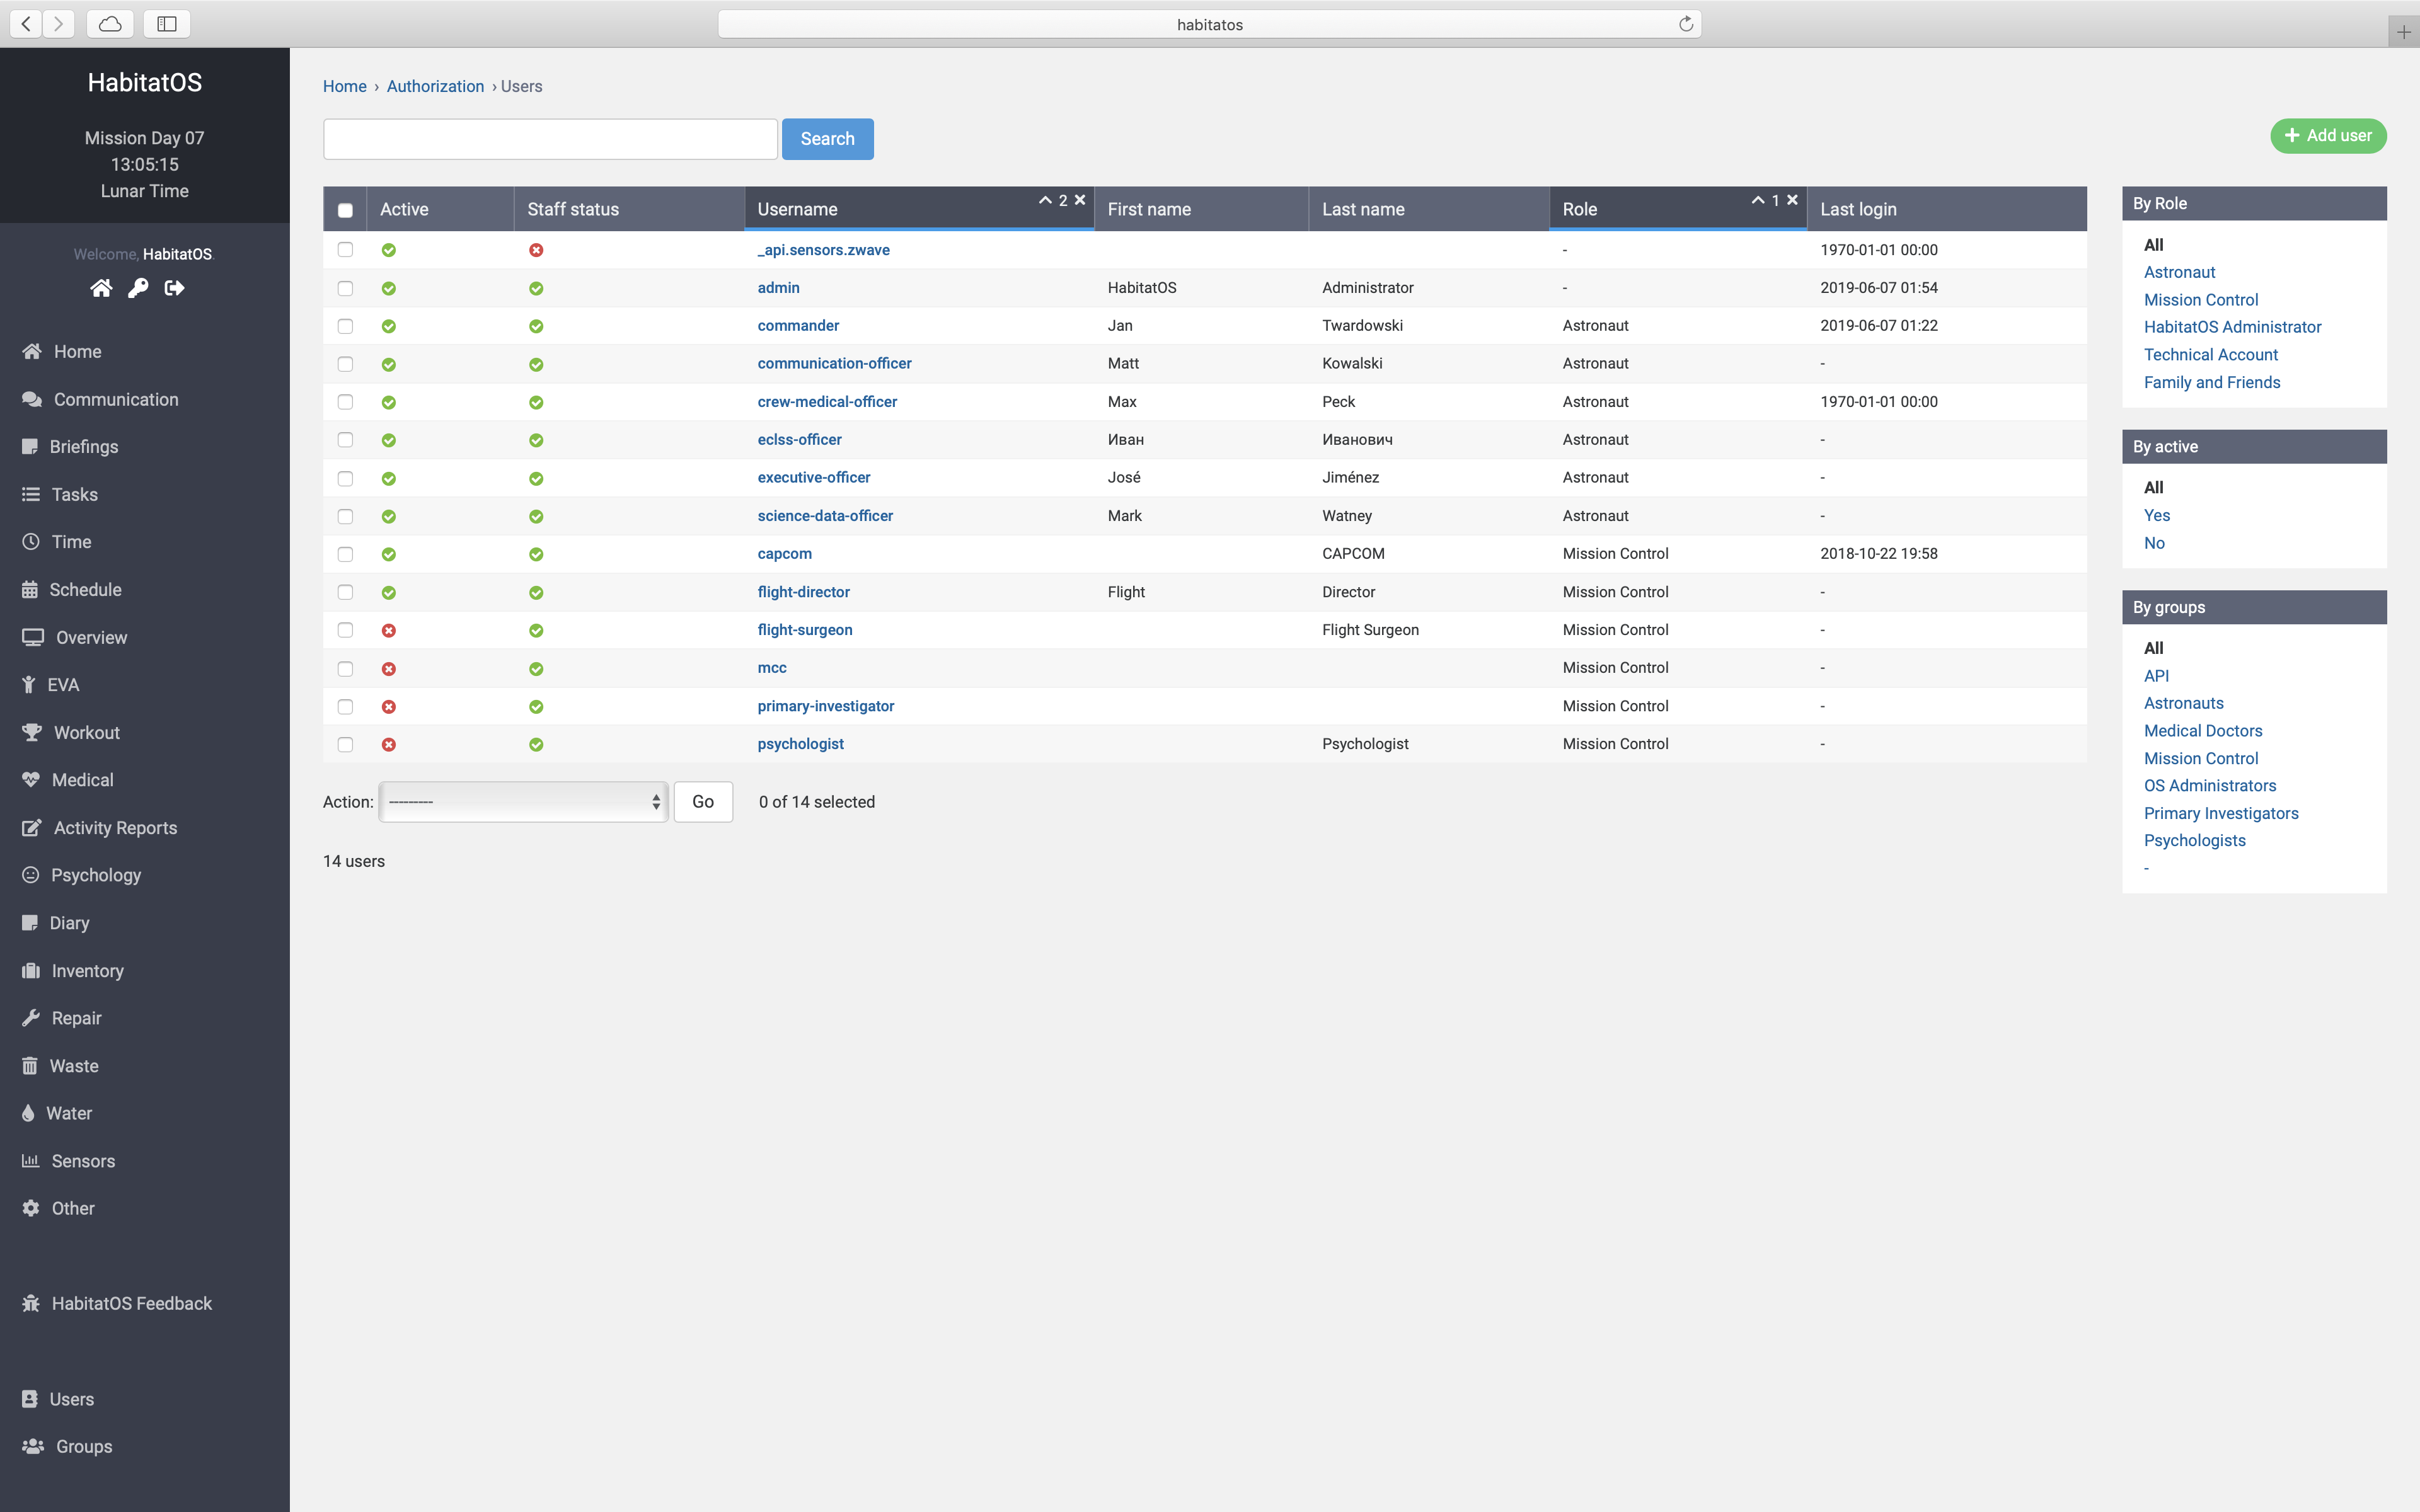 habitatos
HabitatOS
Mission Day 07
13:05:15
Lunar Time
Welcome, HabitatOS.
Home
Communication
Briefings
Tasks
Time
Schedule
Overview
EVA
Workout
Medical
Activity Reports
Psychology
Diary
Inventory
Repair
Waste
Water
Sensors
Other
HabitatOS Feedback
Users
Groups
Home › Authorization › Users
Search
Add user
Active Staff status Username 2 First name Last name Role 1 Last login
_api.sensors.zwave - 1970-01-01 00:00
admin HabitatOS Administrator - 2019-06-07 01:54
commander Jan Twardowski Astronaut 2019-06-07 01:22
communication-officer Matt Kowalski Astronaut -
crew-medical-officer Max Peck Astronaut 1970-01-01 00:00
eclss-officer Иван Иванович Astronaut -
executive-officer José Jiménez Astronaut -
science-data-officer Mark Watney Astronaut -
capcom CAPCOM Mission Control 2018-10-22 19:58
flight-director Flight Director Mission Control -
flight-surgeon Flight Surgeon Mission Control -
mcc Mission Control -
primary-investigator Mission Control -
psychologist Psychologist Mission Control -
Action: --------- Go 0 of 14 selected
14 users
By Role
All
Astronaut
Mission Control
HabitatOS Administrator
Technical Account
Family and Friends
By active
All
Yes
No
By groups
All
API
Astronauts
Medical Doctors
Mission Control
OS Administrators
Primary Investigators
Psychologists
-